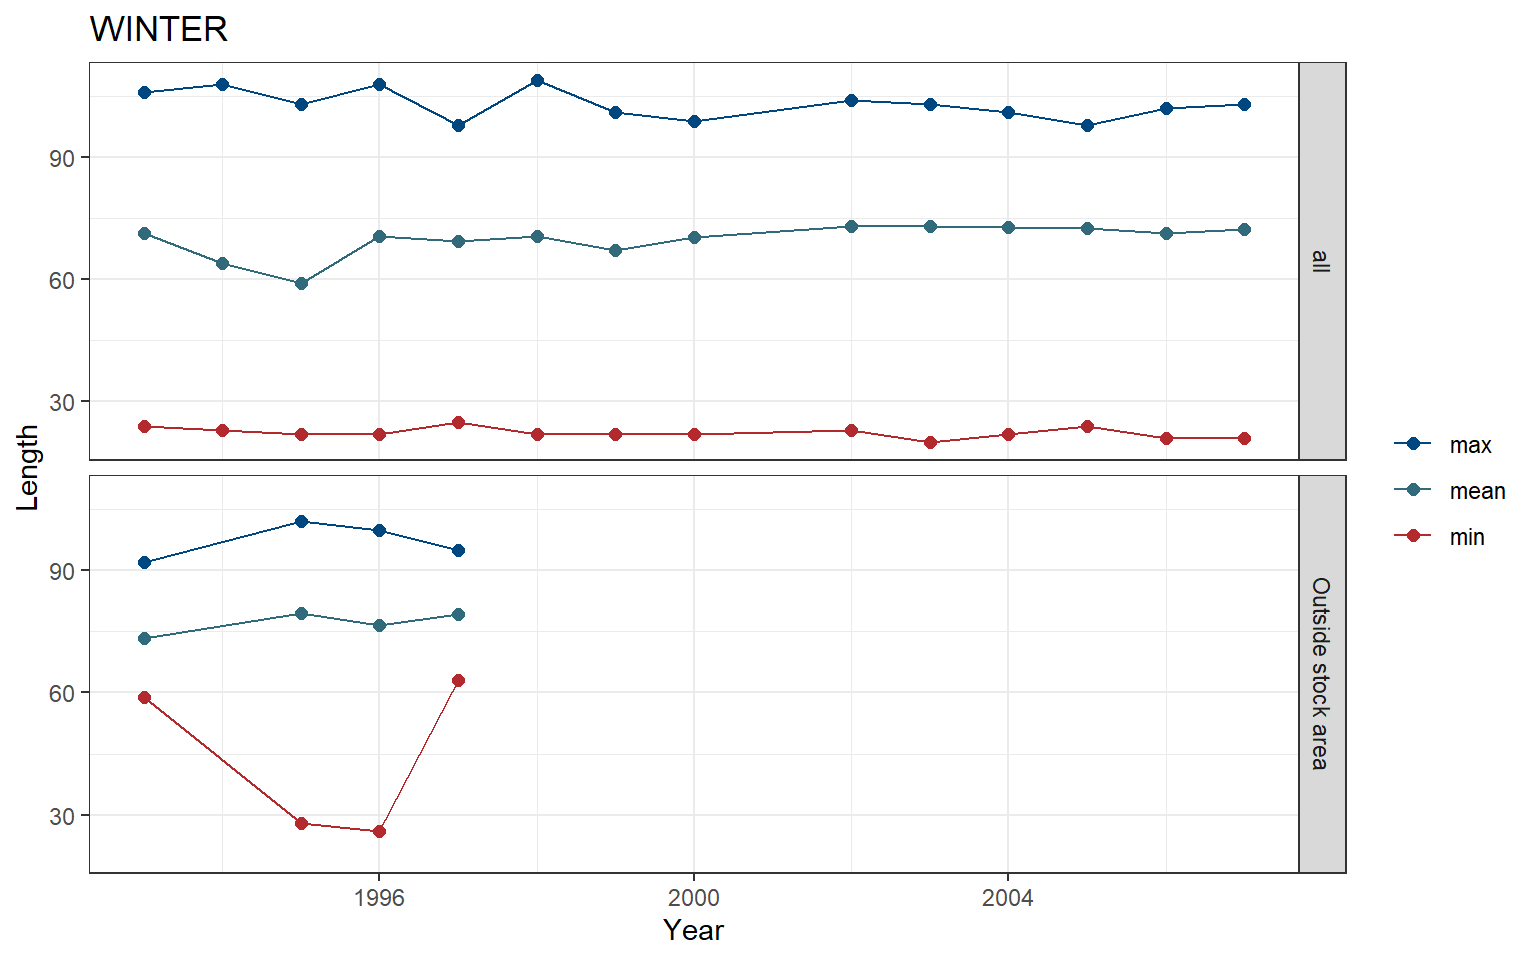 WINTER
90
60
30
all
Length
90
60
30
Outside stock area
1996
2000
2004
Year
max
mean
min